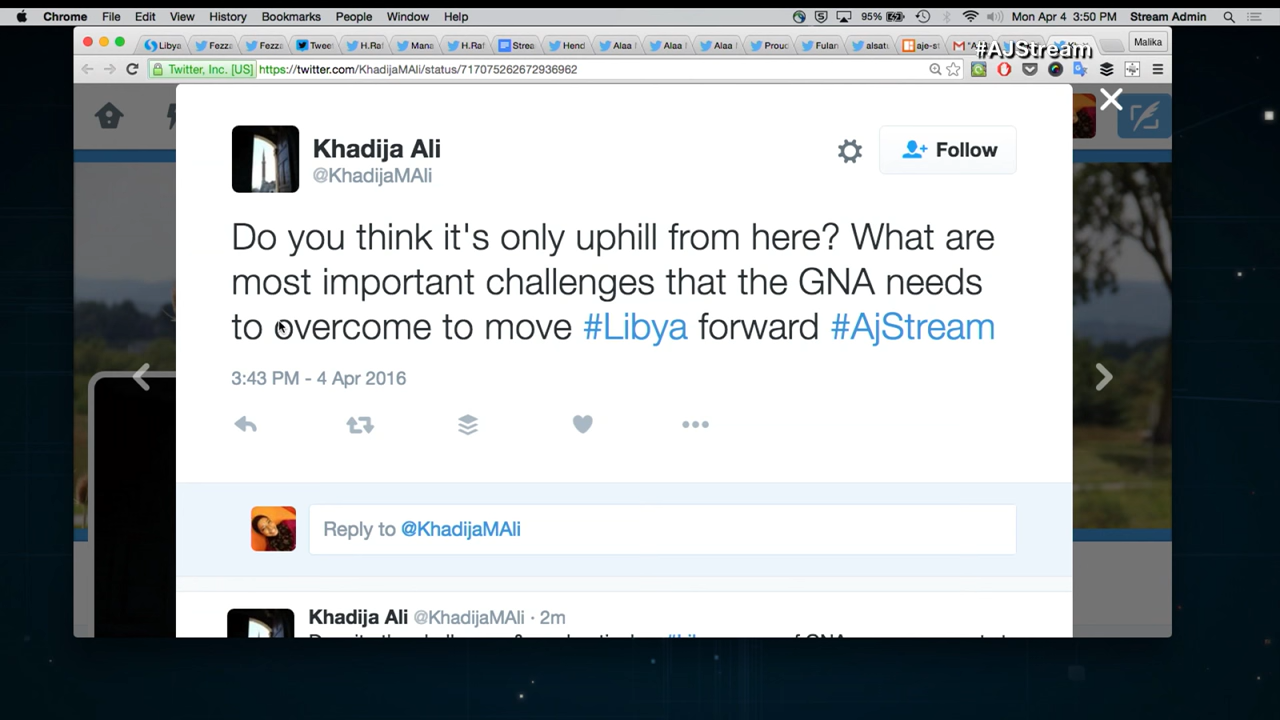 Chrome File Edit View History Bookmarks People Window Help 95% Mon Apr 4 3:50 PM Stream Admin
Libya Fezza Fezza Twee H.Raf Mana H.Raf Strea Hend Alaa Alaa Alaa Prouc Fulan alsatu aje-st Malika
#AJStream
Twitter, Inc. [US] https://twitter.com/KhadijaMAli/status/717075262672936962
Khadija Ali
@KhadijaMAli
Follow
Do you think it's only uphill from here? What are
most important challenges that the GNA needs
to overcome to move #Libya forward #AjStream
3:43 PM - 4 Apr 2016
Reply to @KhadijaMAli
Khadija Ali @KhadijaMAli · 2m